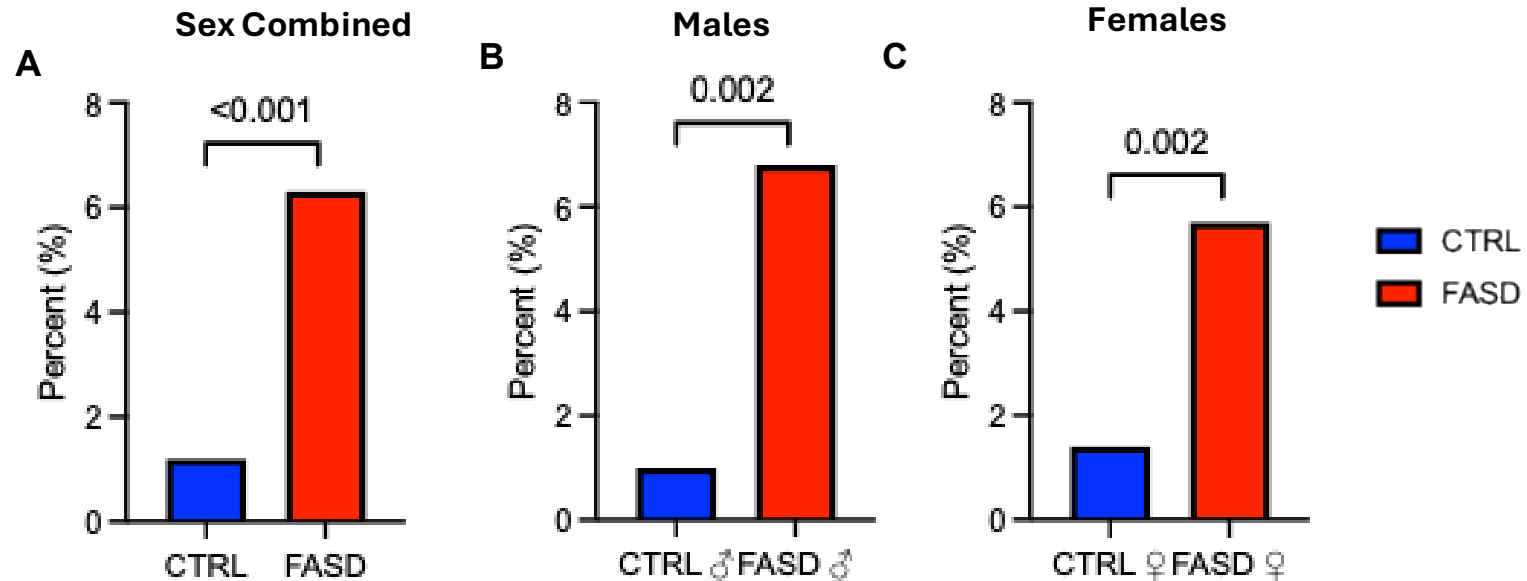 Sex Combined
A
<0.001
8
6
4
2
0
Percent (%)
CTRL FASD
Males
B
0.002
8
6
4
2
0
Percent (%)
CTRL ♂ FASD ♂
Females
C
0.002
8
6
4
2
0
Percent (%)
CTRL ♀ FASD ♀
CTRL
FASD